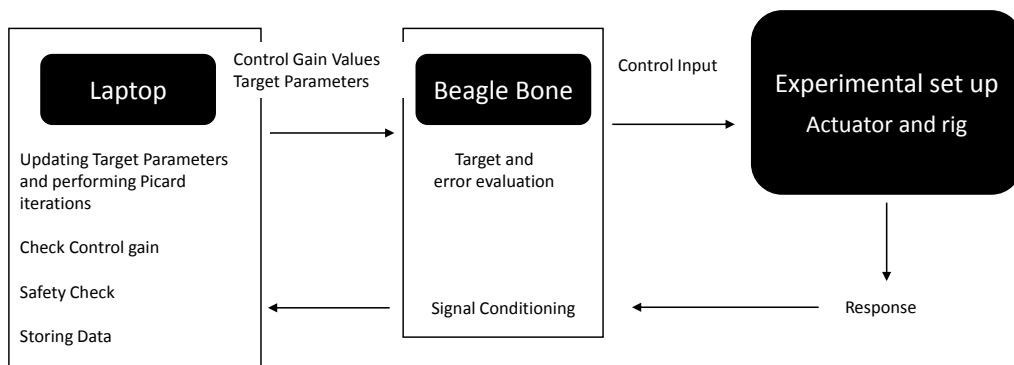 Laptop
Updating Target Parameters
and performing Picard
iterations
Check Control gain
Safety Check
Storing Data
Control Gain Values
Target Parameters
Beagle Bone
Target and
error evaluation
Signal Conditioning
Control Input
Experimental set up
Actuator and rig
Response